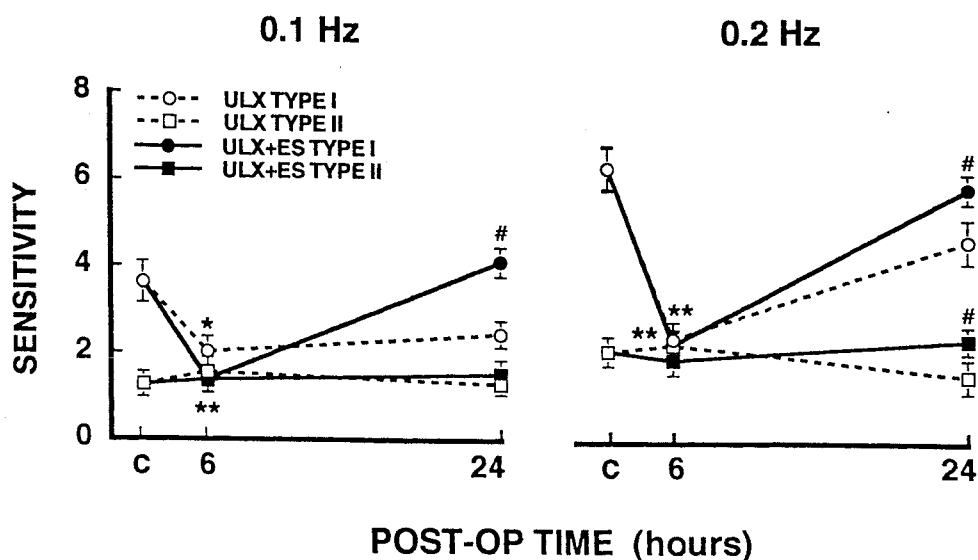 0.1 Hz
0.2 Hz
8
6
4
2
0
SENSITIVITY
ULX TYPE I
ULX TYPE II
ULX+ES TYPE I
ULX+ES TYPE II
*
**
#
**
**
#
#
C 6 24
C 6 24
POST-OP TIME (hours)